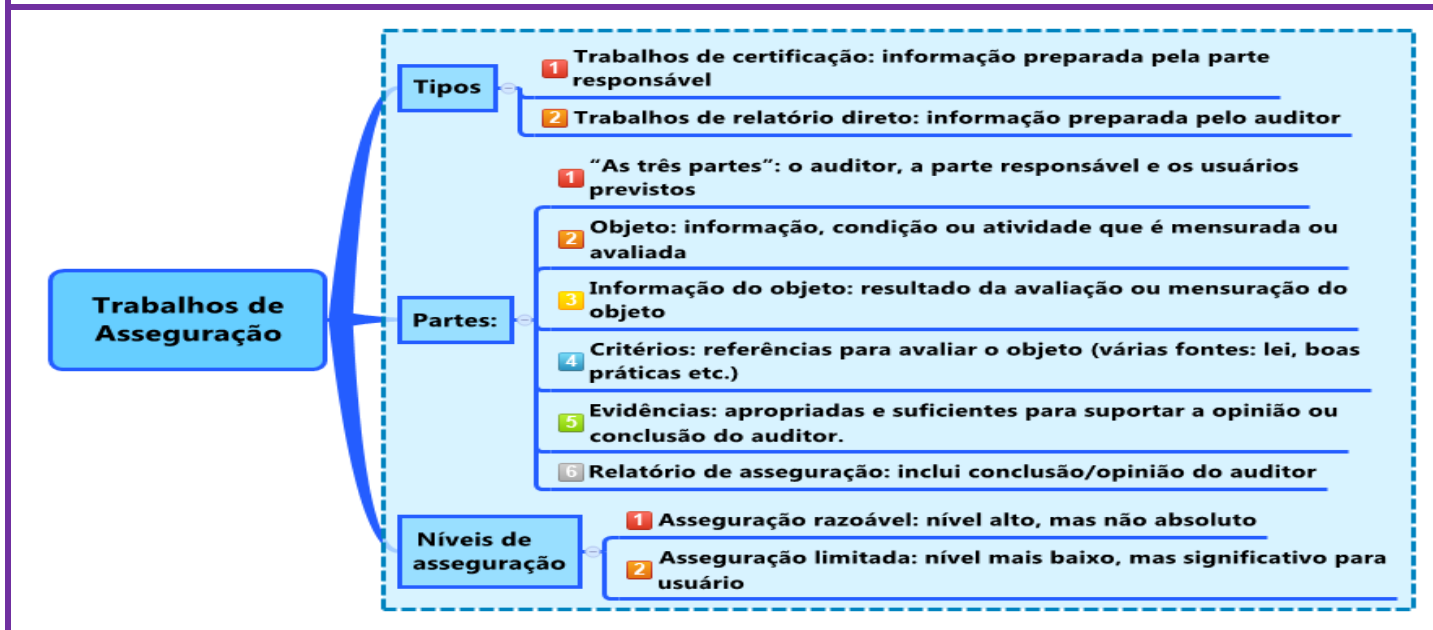 Trabalhos de
Asseguração
Tipos
1 Trabalhos de certificação: informação preparada pela parte
responsável
2 Trabalhos de relatório direto: informação preparada pelo auditor
Partes:
1 “As três partes”: o auditor, a parte responsável e os usuários
previstos
2 Objeto: informação, condição ou atividade que é mensurada ou
avaliada
3 Informação do objeto: resultado da avaliação ou mensuração do
objeto
4 Critérios: referências para avaliar o objeto (várias fontes: lei, boas
práticas etc.)
5 Evidências: apropriadas e suficientes para suportar a opinião ou
conclusão do auditor.
6 Relatório de asseguração: inclui conclusão/opinião do auditor
Níveis de
asseguração
1 Asseguração razoável: nível alto, mas não absoluto
2 Asseguração limitada: nível mais baixo, mas significativo para
usuário